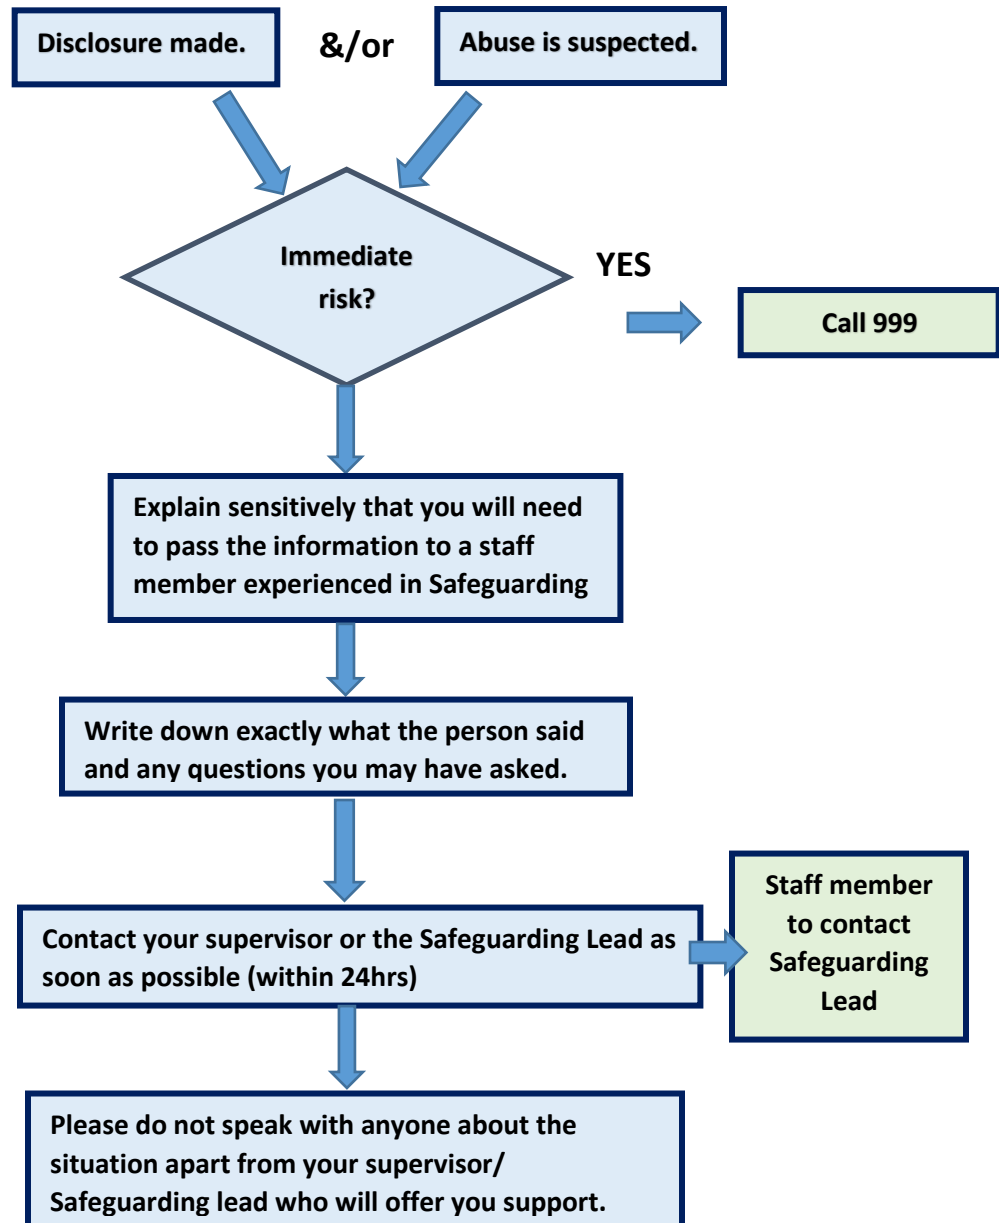 Disclosure made.
&/or
Abuse is suspected.
Immediate
risk?
YES
Call 999
Explain sensitively that you will need
to pass the information to a staff
member experienced in Safeguarding
Write down exactly what the person said
and any questions you may have asked.
Contact your supervisor or the Safeguarding Lead as
soon as possible (within 24hrs)
Staff member
to contact
Safeguarding
Lead
Please do not speak with anyone about the
situation apart from your supervisor/
Safeguarding lead who will offer you support.